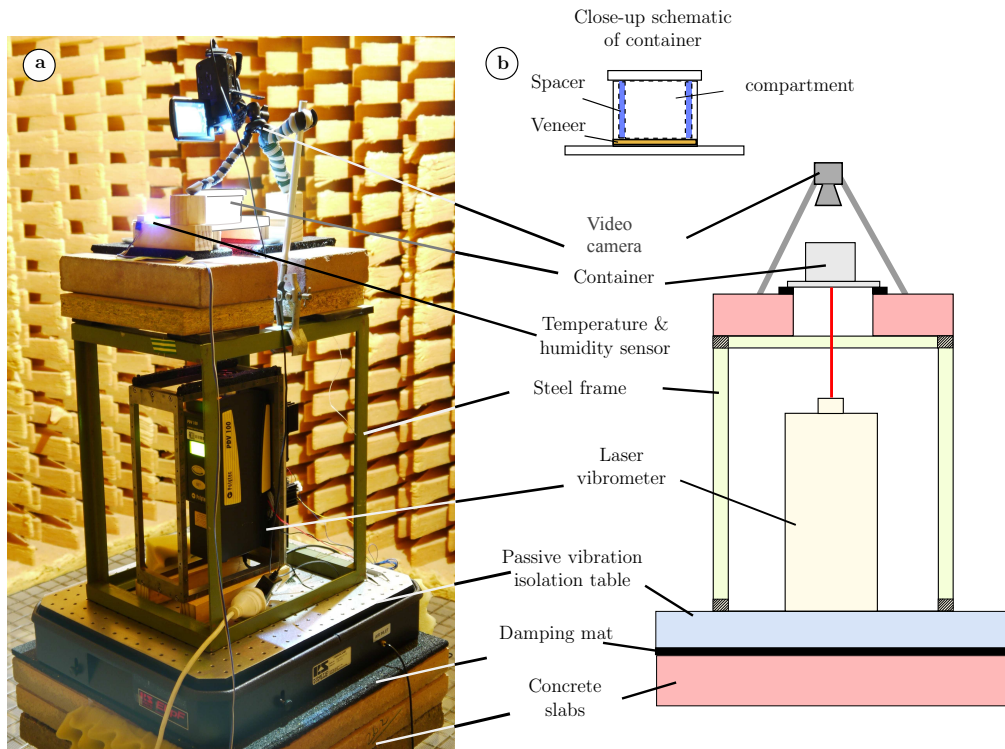 a
b
Close-up schematic
of container
Spacer
compartment
Veneer
Video
camera
Container
Temperature &
humidity sensor
Steel frame
Laser
vibrometer
Passive vibration
isolation table
Damping mat
Concrete
slabs
PDV 100